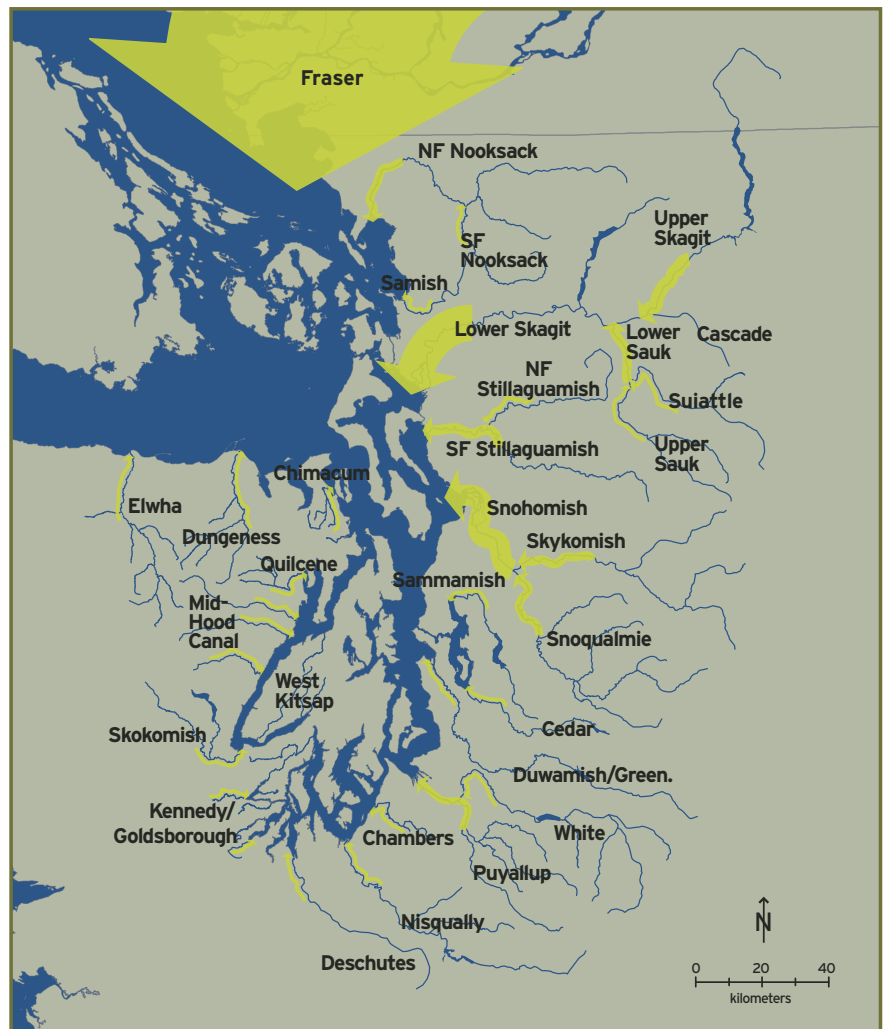 Fraser
NF Nooksack
SF
Nooksack
Upper
Skagit
Samish
Lower Skagit
Lower
Sauk
Cascade
NF
Stillaguamish
Suiattle
SF Stillaguamish
Upper
Sauk
Chimacum
Elwha
Snohomish
Dungeness
Skykomish
Quilcene
Sammamish
Mid-
Hood
Canal
Snoqualmie
West
Kitsap
Skokomish
Cedar
Duwamish/Green.
Kennedy/
Goldsborough
Chambers
White
Puyallup
Nisqually
Deschutes
N
0 20 40
kilometers